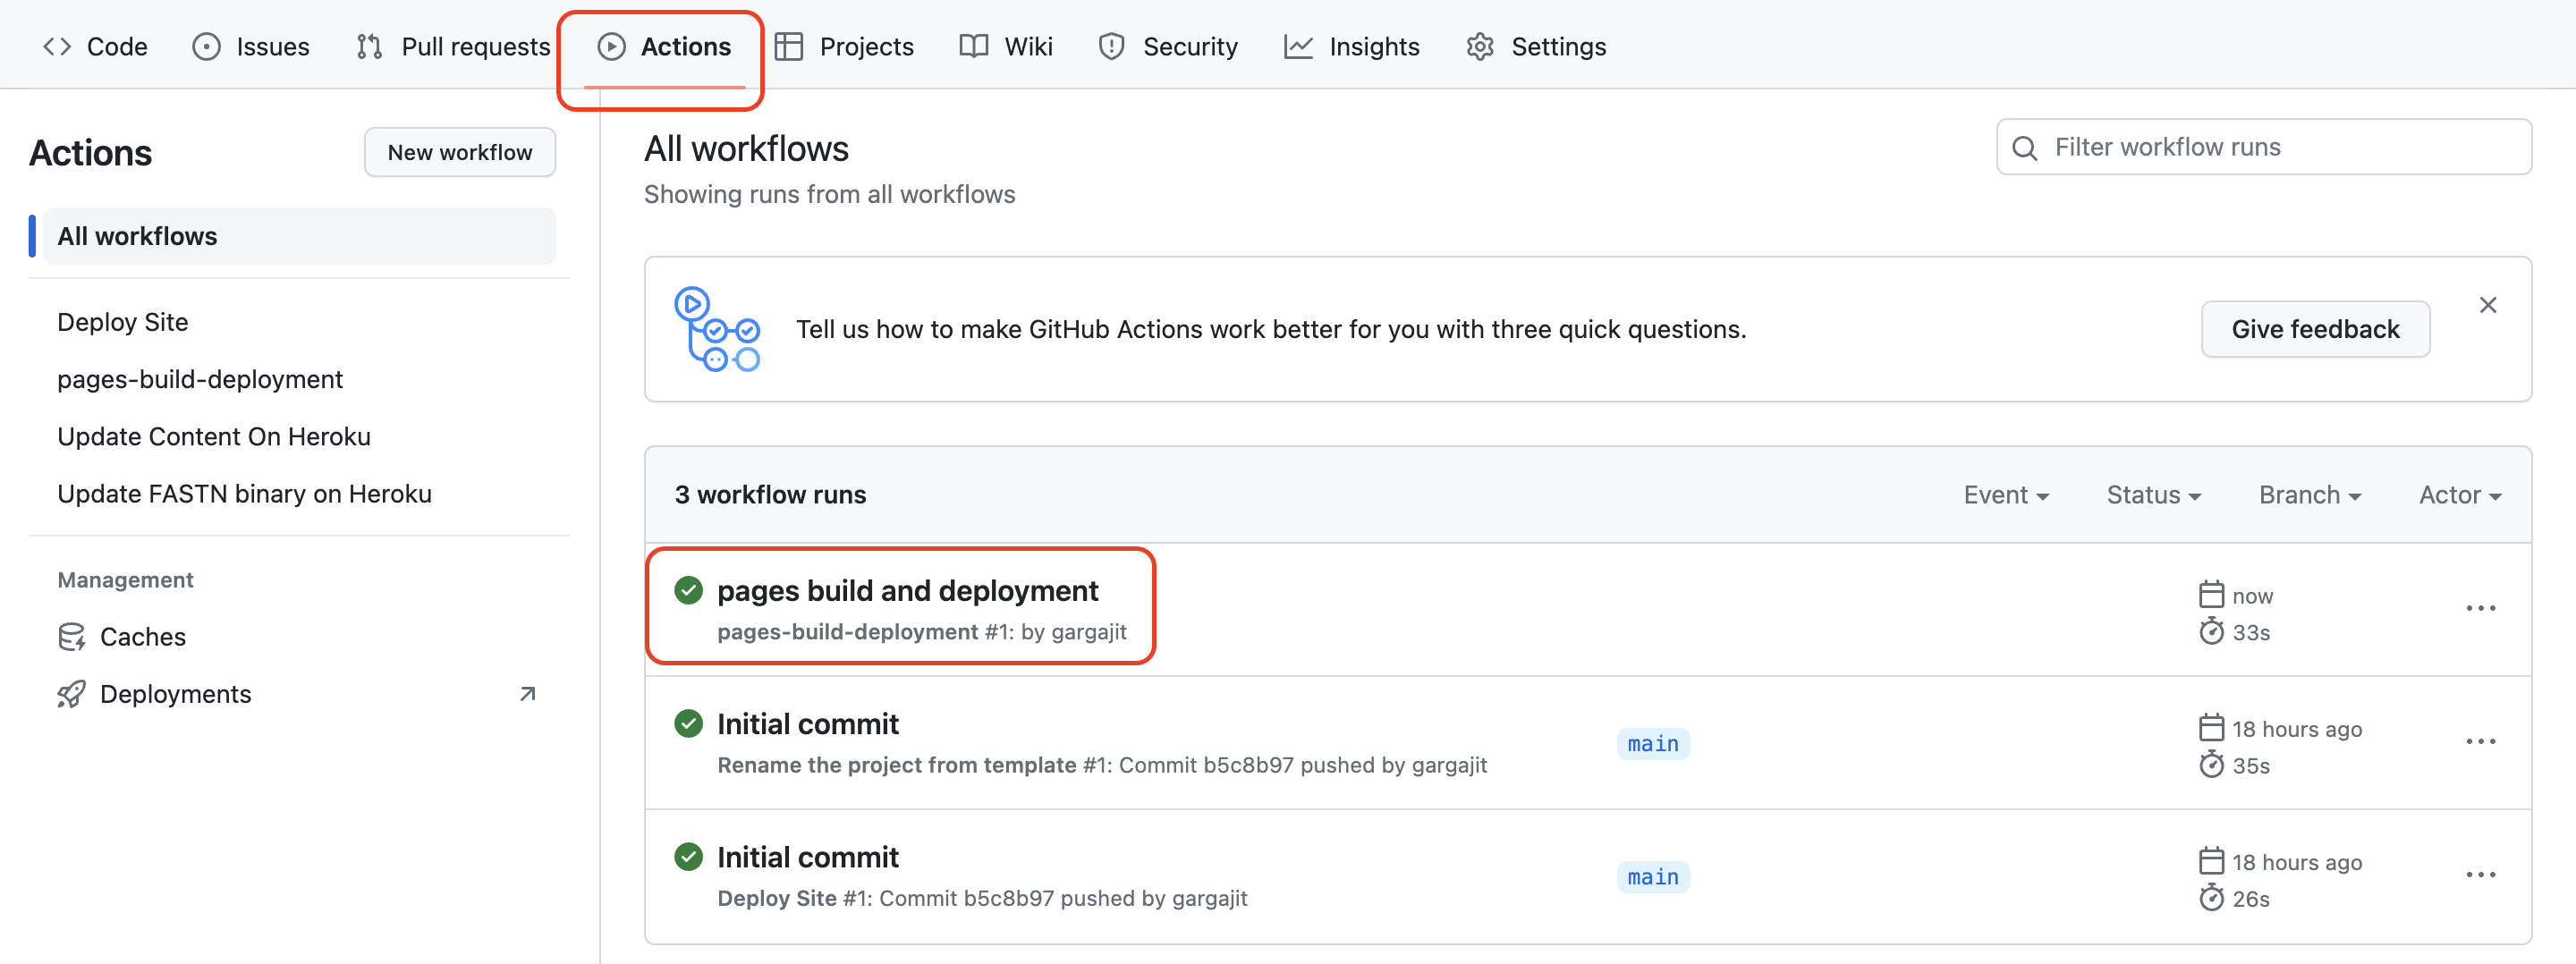 Code Issues Pull requests Actions Projects Wiki Security Insights Settings
Actions
New workflow
All workflows
Deploy Site
pages-build-deployment
Update Content On Heroku
Update FASTN binary on Heroku
Management
Caches
Deployments
All workflows
Showing runs from all workflows
Filter workflow runs
Tell us how to make GitHub Actions work better for you with three quick questions.
Give feedback
3 workflow runs
Event Status Branch Actor
pages build and deployment
pages-build-deployment #1: by gargajit
now
33s
Initial commit
Rename the project from template #1: Commit b5c8b97 pushed by gargajit
main
18 hours ago
35s
Initial commit
Deploy Site #1: Commit b5c8b97 pushed by gargajit
main
18 hours ago
26s